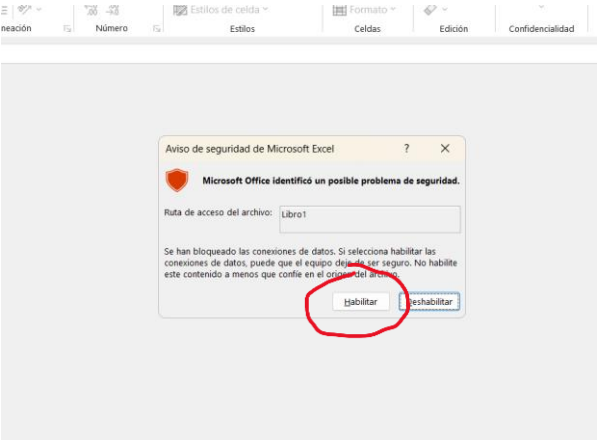 Estilos de celda
Formato
neación
Número
Estilos
Celdas
Edición
Confidencialidad
Aviso de seguridad de Microsoft Excel
?
Microsoft Office identificó un posible problema de seguridad.
Ruta de acceso del archivo:
Libro1
Se han bloqueado las conexiones de datos. Si selecciona habilitar las
conexiones de datos, puede que el equipo deje de ser seguro. No habilite
este contenido a menos que confíe en el origen del archivo.
Habilitar
Deshabilitar